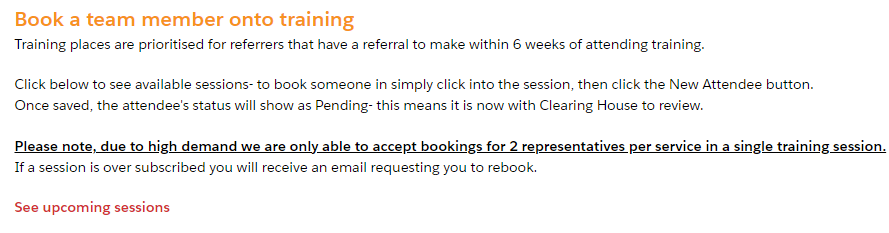 Book a team member onto training
Training places are prioritised for referrers that have a referral to make within 6 weeks of attending training.
Click below to see available sessions- to book someone in simply click into the session, then click the New Attendee button.
Once saved, the attendee's status will show as Pending- this means it is now with Clearing House to review.
Please note, due to high demand we are only able to accept bookings for 2 representatives per service in a single training session.
If a session is over subscribed you will receive an email requesting you to rebook.
See upcoming sessions